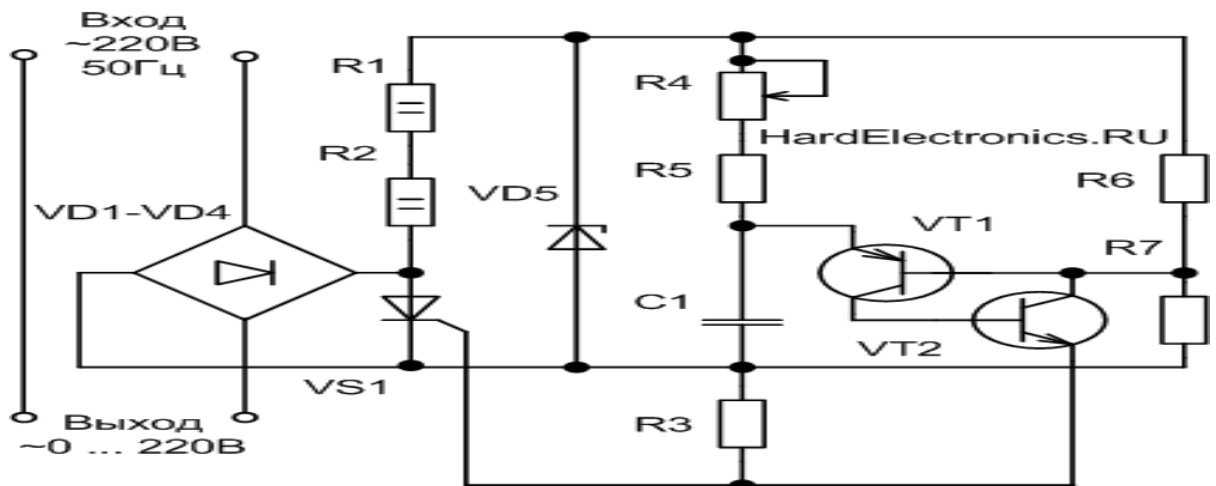 Вход
~220В
50Гц
R1
R2
R4
HardElectronics.RU
R5
R6
VD5
VD1-VD4
VT1
R7
C1
VT2
VS1
R3
Выход
~0 ... 220В